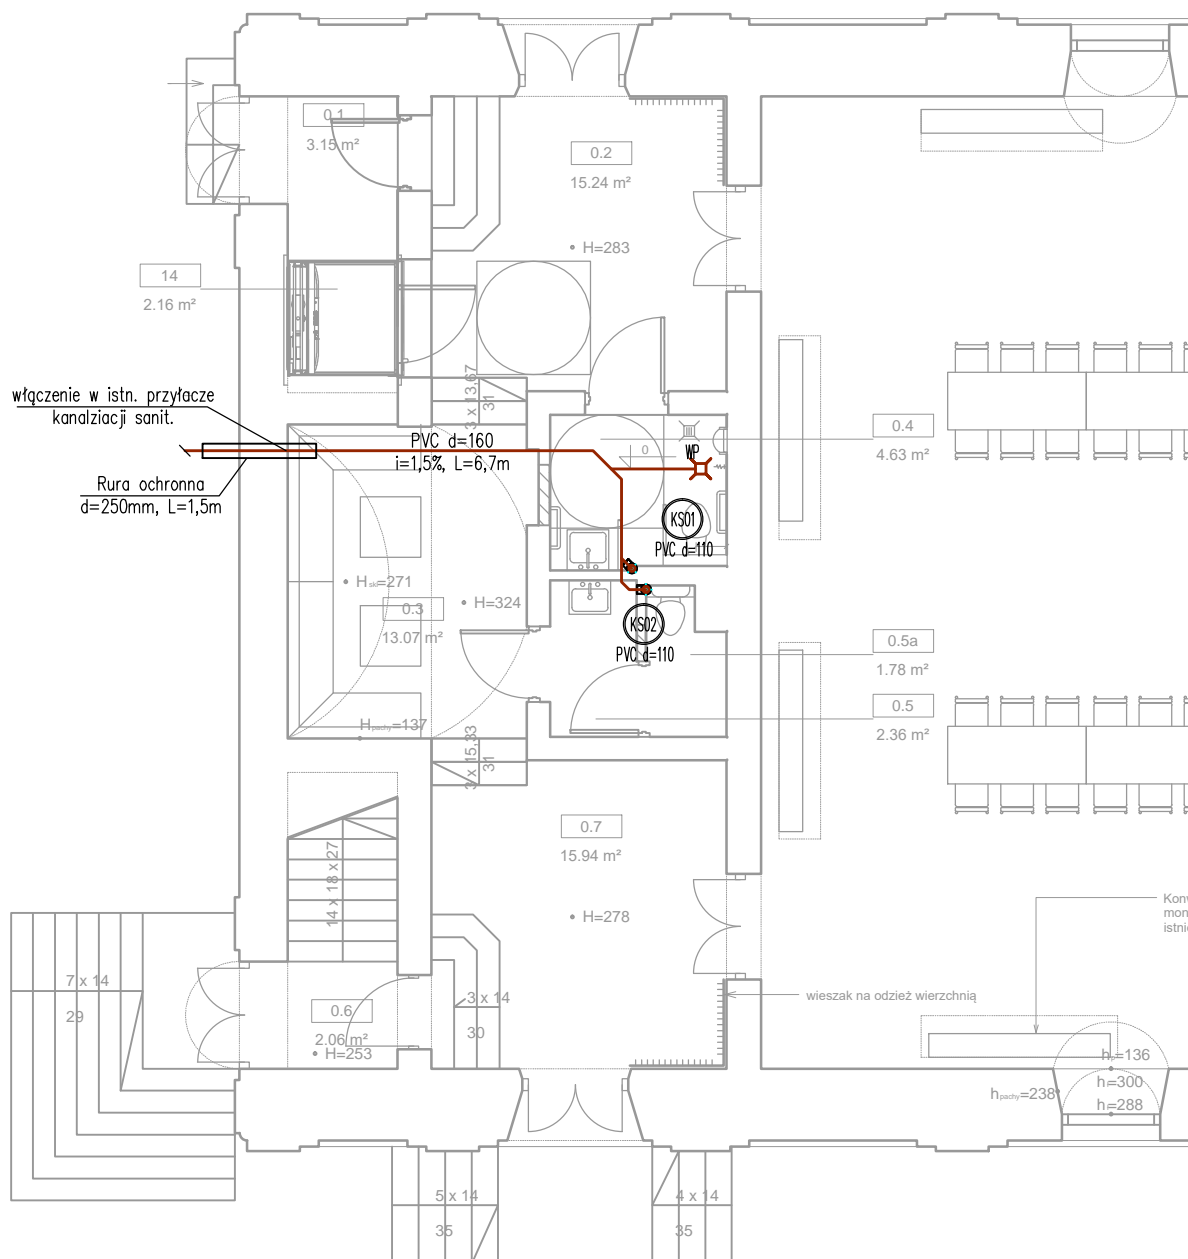 0.1
3.15 m²
0.2
15.24 m²
H=283
14
2.16 m²
3 x 13,67
31
włączenie w istn. przyłacze
kanalziacji sanit.
PVC d=160
i=1,5%, L=6,7m
Rura ochronna
d=250mm, L=1,5m
WP
0
0.4
4.63 m²
KS01
PVC d=110
H=271
H=324
0.3
13.07 m²
KS02
PVC d=110
0.5a
1.78 m²
0.5
2.36 m²
Hpachy=137
3 x 15,33
31
0.7
15.94 m²
14 x 18 x 27
H=278
7 x 14
29
0.6
2.06 m²
H=253
3 x 14
30
wieszak na odzież wierzchnią
hpachy=238
=136
=300
=288
5 x 14
35
4 x 14
35